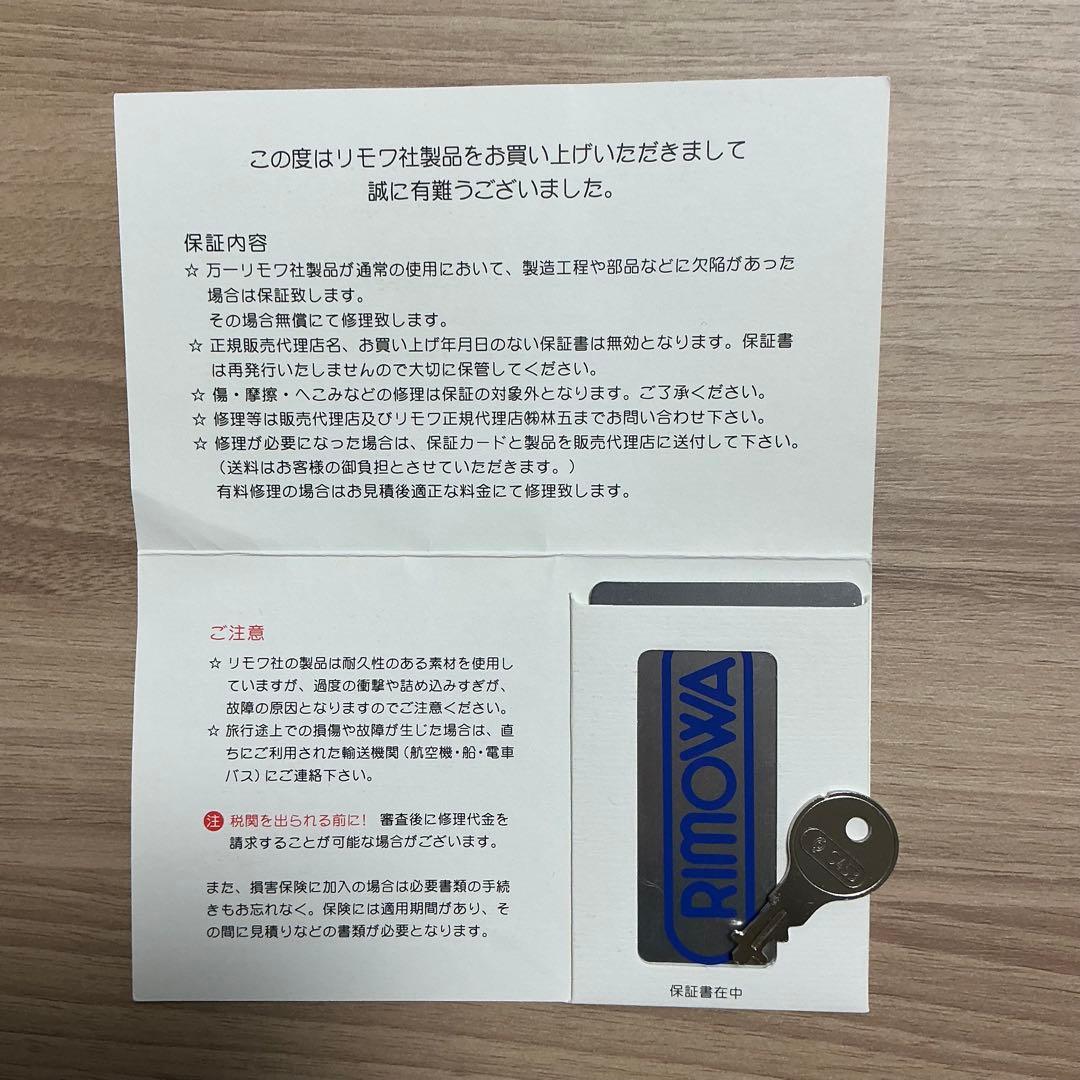 この度はリモワ社製品をお買い上げいただきまして
誠に有難うございました。
保証内容
☆ 万一リモワ社製品が通常の使用において、製造工程や部品などに欠陥があった
場合は保証致します。
その場合無償にて修理致します。
☆ 正規販売代理店名、お買い上げ年月日のない保証書は無効となります。保証書
は再発行いたしませんので大切に保管してください。
☆ 傷・摩擦・へこみなどの修理は保証の対象外となります。ご了承ください。
☆ 修理等は販売代理店及びリモワ正規代理店㈱林五までお問い合わせ下さい。
☆ 修理が必要になった場合は、保証カードと製品を販売代理店に送付して下さい。
（送料はお客様の御負担とさせていただきます。）
有料修理の場合はお見積後適正な料金にて修理致します。
ご注意
☆ リモワ社の製品は耐久性のある素材を使用し
ていますが、過度の衝撃や詰め込みすぎが、
故障の原因となりますのでご注意ください。
☆ 旅行途上での損傷や故障が生じた場合は、直
ちにご利用された輸送機関（航空機・船・電車
バス）にご連絡下さい。
注 税関を出られる前に！ 審査後に修理代金を
請求することが可能な場合がございます。
また、損害保険に加入の場合は必要書類の手続
きもお忘れなく。保険には適用期間があり、そ
の間に見積りなどの書類が必要となります。
RIMOWA
保証書在中